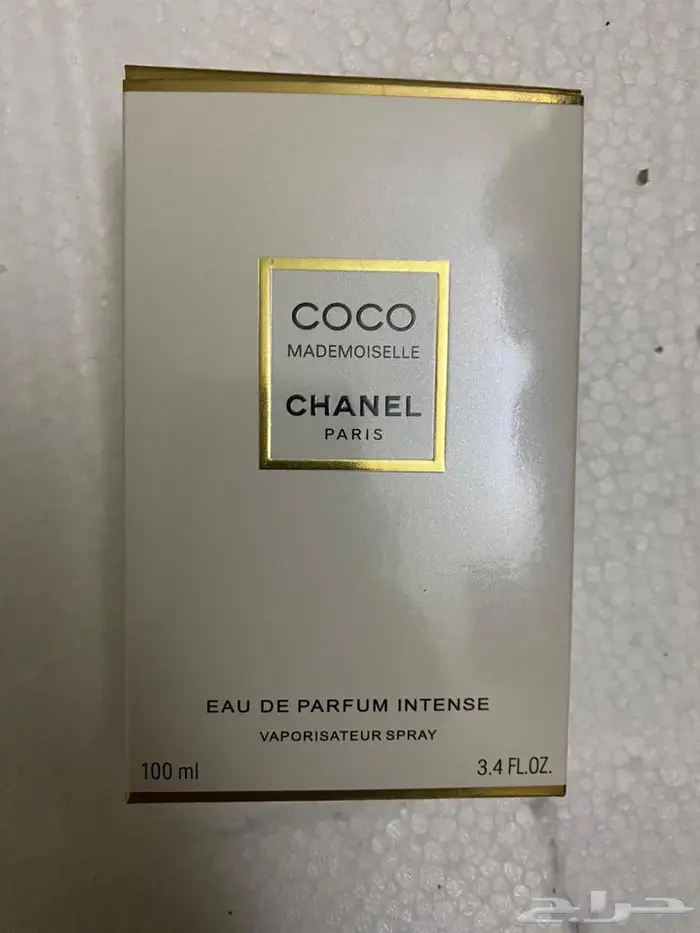 COCO
MADEMOISELLE
CHANEL
PARIS
EAU DE PARFUM INTENSE
VAPORISATEUR SPRAY
100 ml
3.4 FL.OZ.
حراج